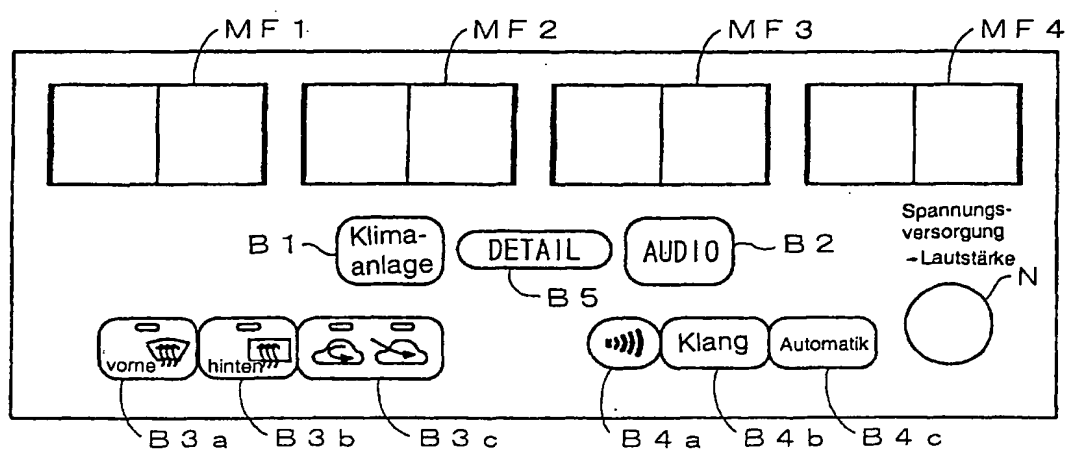 MF1 MF2 MF3 MF4
Spannungs-
versorgung
→Lautstärke
B1 Klima-
anlage DETAIL AUDIO B2 N
B5
vorne hinten Klang Automatik
B3a B3b B3c B4a B4b B4c